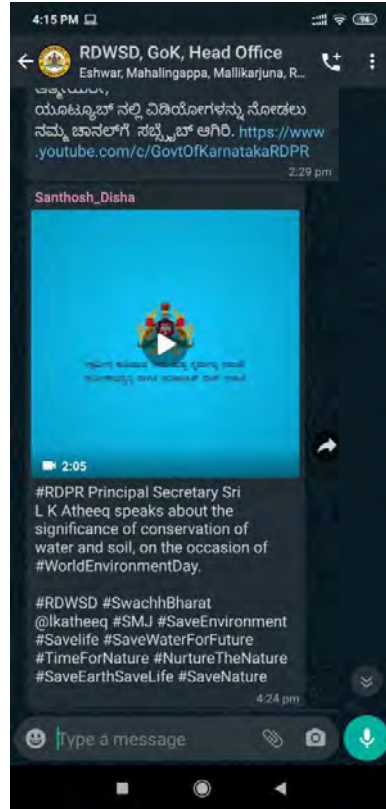 4:15 PM
94
RDWSD, GoK, Head Office
Eshwar, Mahalingappa, Mallikarjuna, R...
ಯೂಟ್ಯೂಬ್ ನಲ್ಲಿ ವಿಡಿಯೋಗಳನ್ನು ನೋಡಲು
ನಮ್ಮ ಚಾನಲ್‌ಗೆ ಸಬ್ಸ್ಕ್ರೈಬ್ ಆಗಿರಿ. https://www
.youtube.com/c/GovtOfKarnatakaRDPR
2:29 pm
Santhosh_Disha
2:05
#RDPR Principal Secretary Sri
L K Atheeq speaks about the
significance of conservation of
water and soil, on the occasion of
#WorldEnvironmentDay.
#RDWSD #SwachhBharat
@lkatheeq #SMJ #SaveEnvironment
#Savelife #SaveWaterForFuture
#TimeForNature #NurtureTheNature
#SaveEarthSaveLife #SaveNature
4:24 pm
Type a message